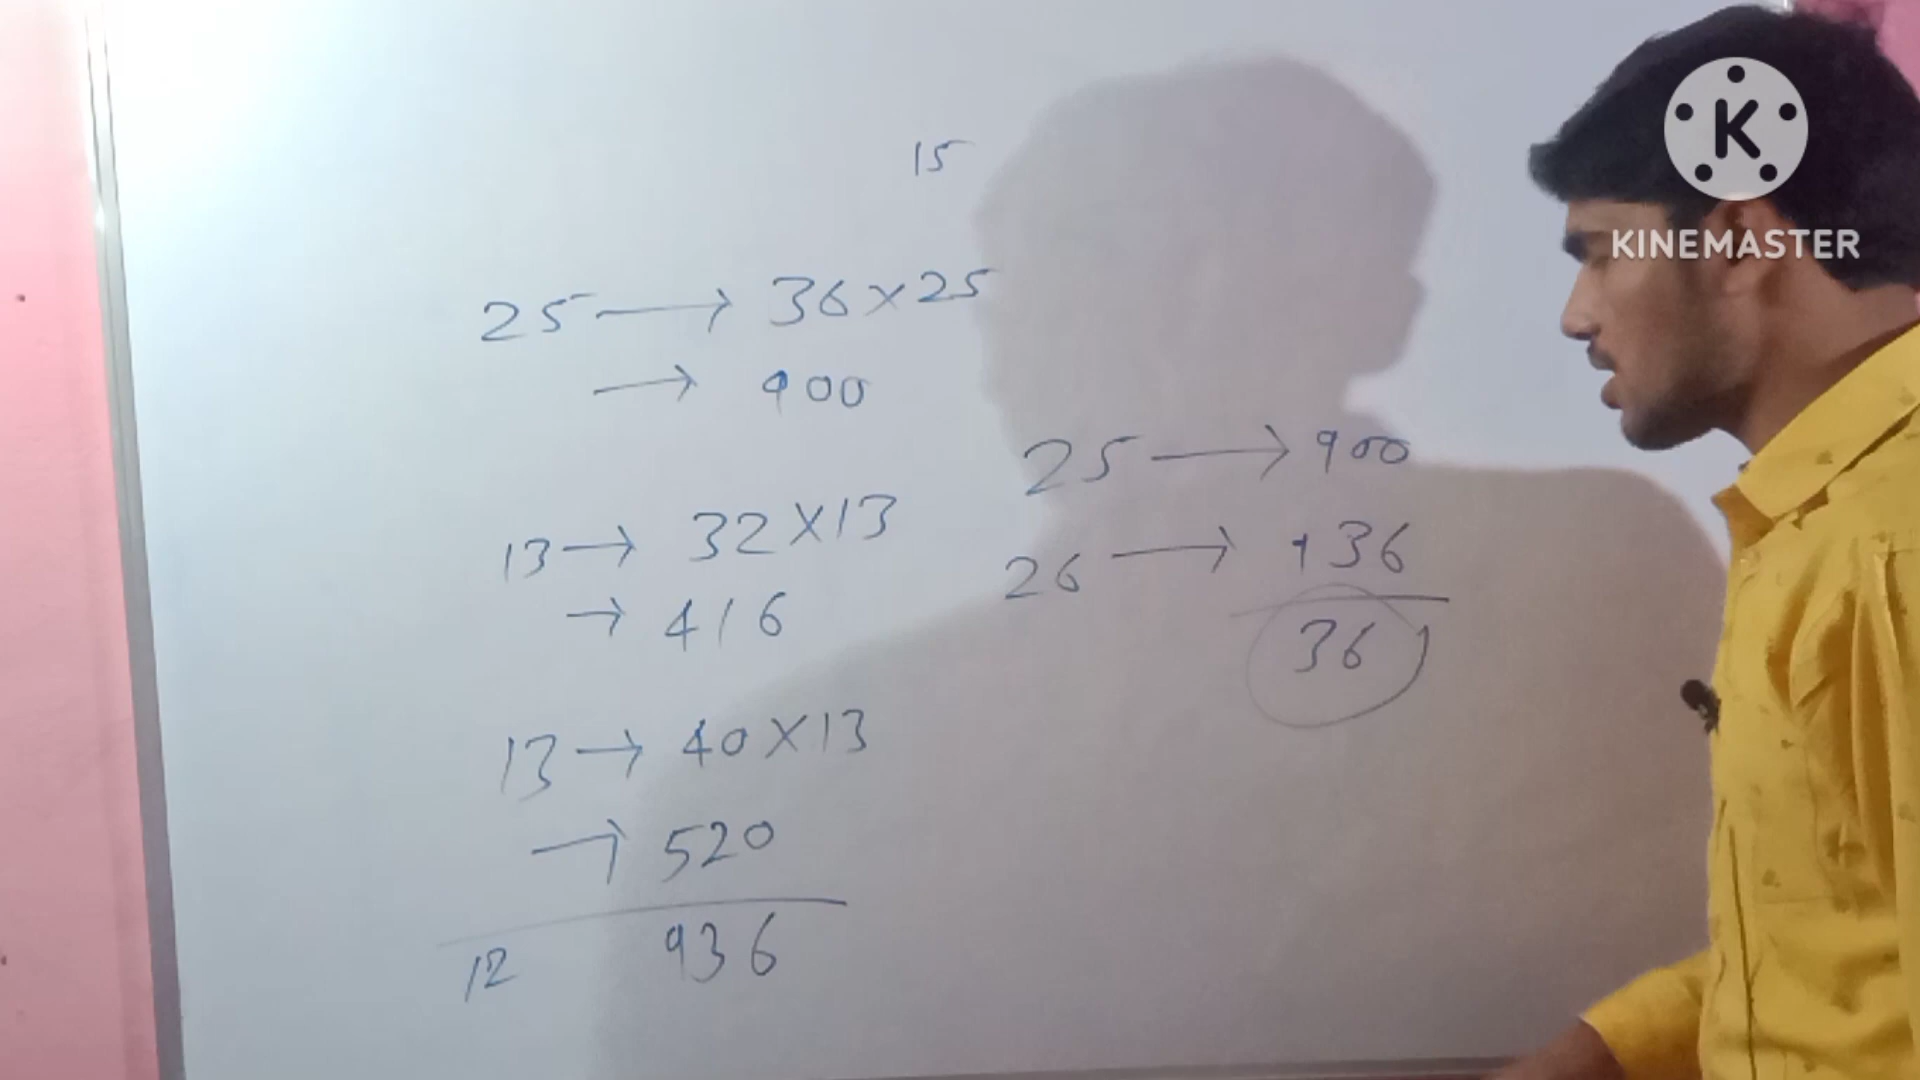 15
25 → 36×25
→ 900
13 → 32×13
→ 416
13 → 40×13
→ 520
12 936
25 → 900
26 → +36
36
K
KINEMASTER